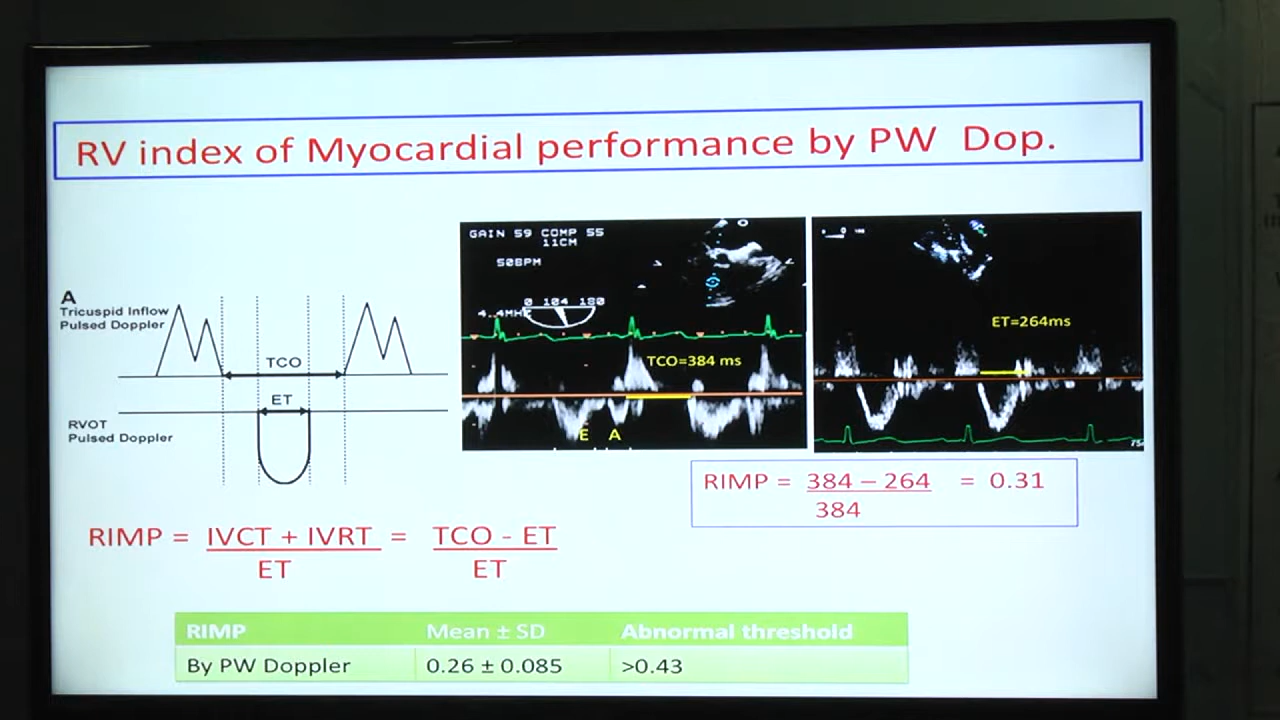 RV index of Myocardial performance by PW Dop.
A
Tricuspid Inflow
Pulsed Doppler
TCO
ET
RVOT
Pulsed Doppler
GAIN 59 COMP 55
11CM
50BPM
0 104 180
4.4MHz
TCO=384 ms
E A
ET=264ms
RIMP = 384 – 264 = 0.31
384
RIMP = IVCT + IVRT = TCO - ET
ET ET
RIMP Mean ± SD Abnormal threshold
By PW Doppler 0.26 ± 0.085 >0.43